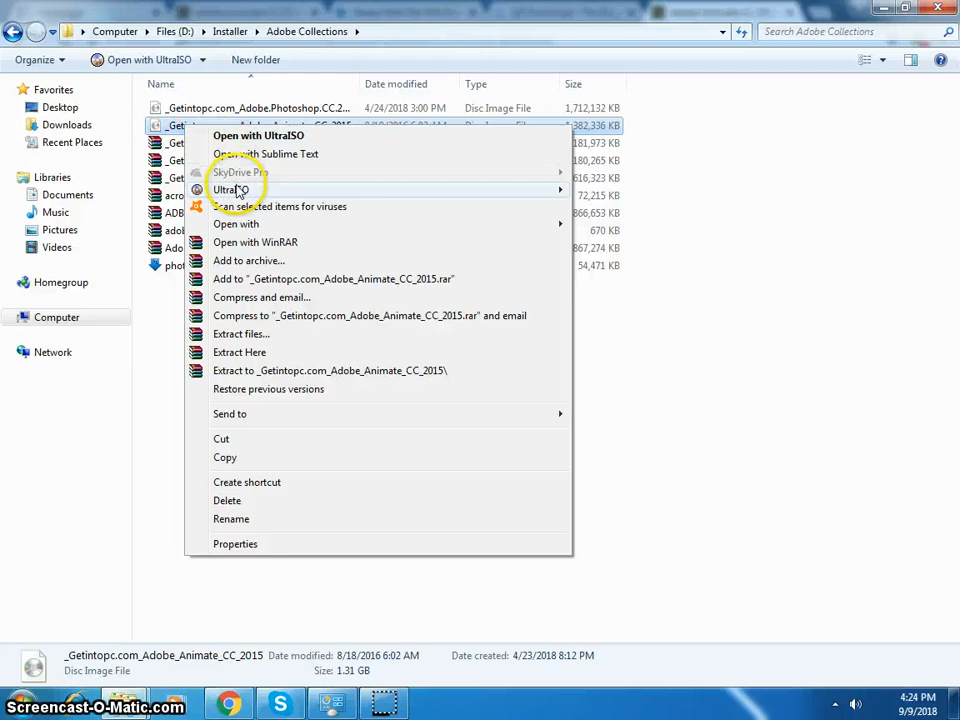 Computer
Files (D:)
Installer
Adobe Collections
Search Adobe Collections
Organize
Open with UltraISO
New folder
Name
Date modified
Type
Size
Favorites
Desktop
Downloads
Recent Places
Libraries
Documents
Music
Pictures
Videos
Homegroup
Computer
Network
_Getintopc.com_Adobe.Photoshop.CC.2...
4/24/2018 3:00 PM
Disc Image File
1,712,132 KB
Disc Image File
1,382,336 KB
181,973 KB
180,265 KB
616,323 KB
866,653 KB
670 KB
867,274 KB
54,471 KB
Open with UltraISO
Open with Sublime Text
SkyDrive Pro
UltraISO
Scan selected items for viruses
Open with
Open with WinRAR
Add to archive...
Add to "_Getintopc.com_Adobe_Animate_CC_2015.rar"
Compress and email...
Compress to "_Getintopc.com_Adobe_Animate_CC_2015.rar" and email
Extract files...
Extract Here
Extract to _Getintopc.com_Adobe_Animate_CC_2015\
Restore previous versions
Send to
Cut
Copy
Create shortcut
Delete
Rename
Properties
_Getintopc.com_Adobe_Animate_CC_2015
Date modified: 8/18/2016 6:02 AM
Date created: 4/23/2018 8:12 PM
Disc Image File
Size: 1.31 GB
Screencast-O-Matic.com
4:24 PM
9/9/2018